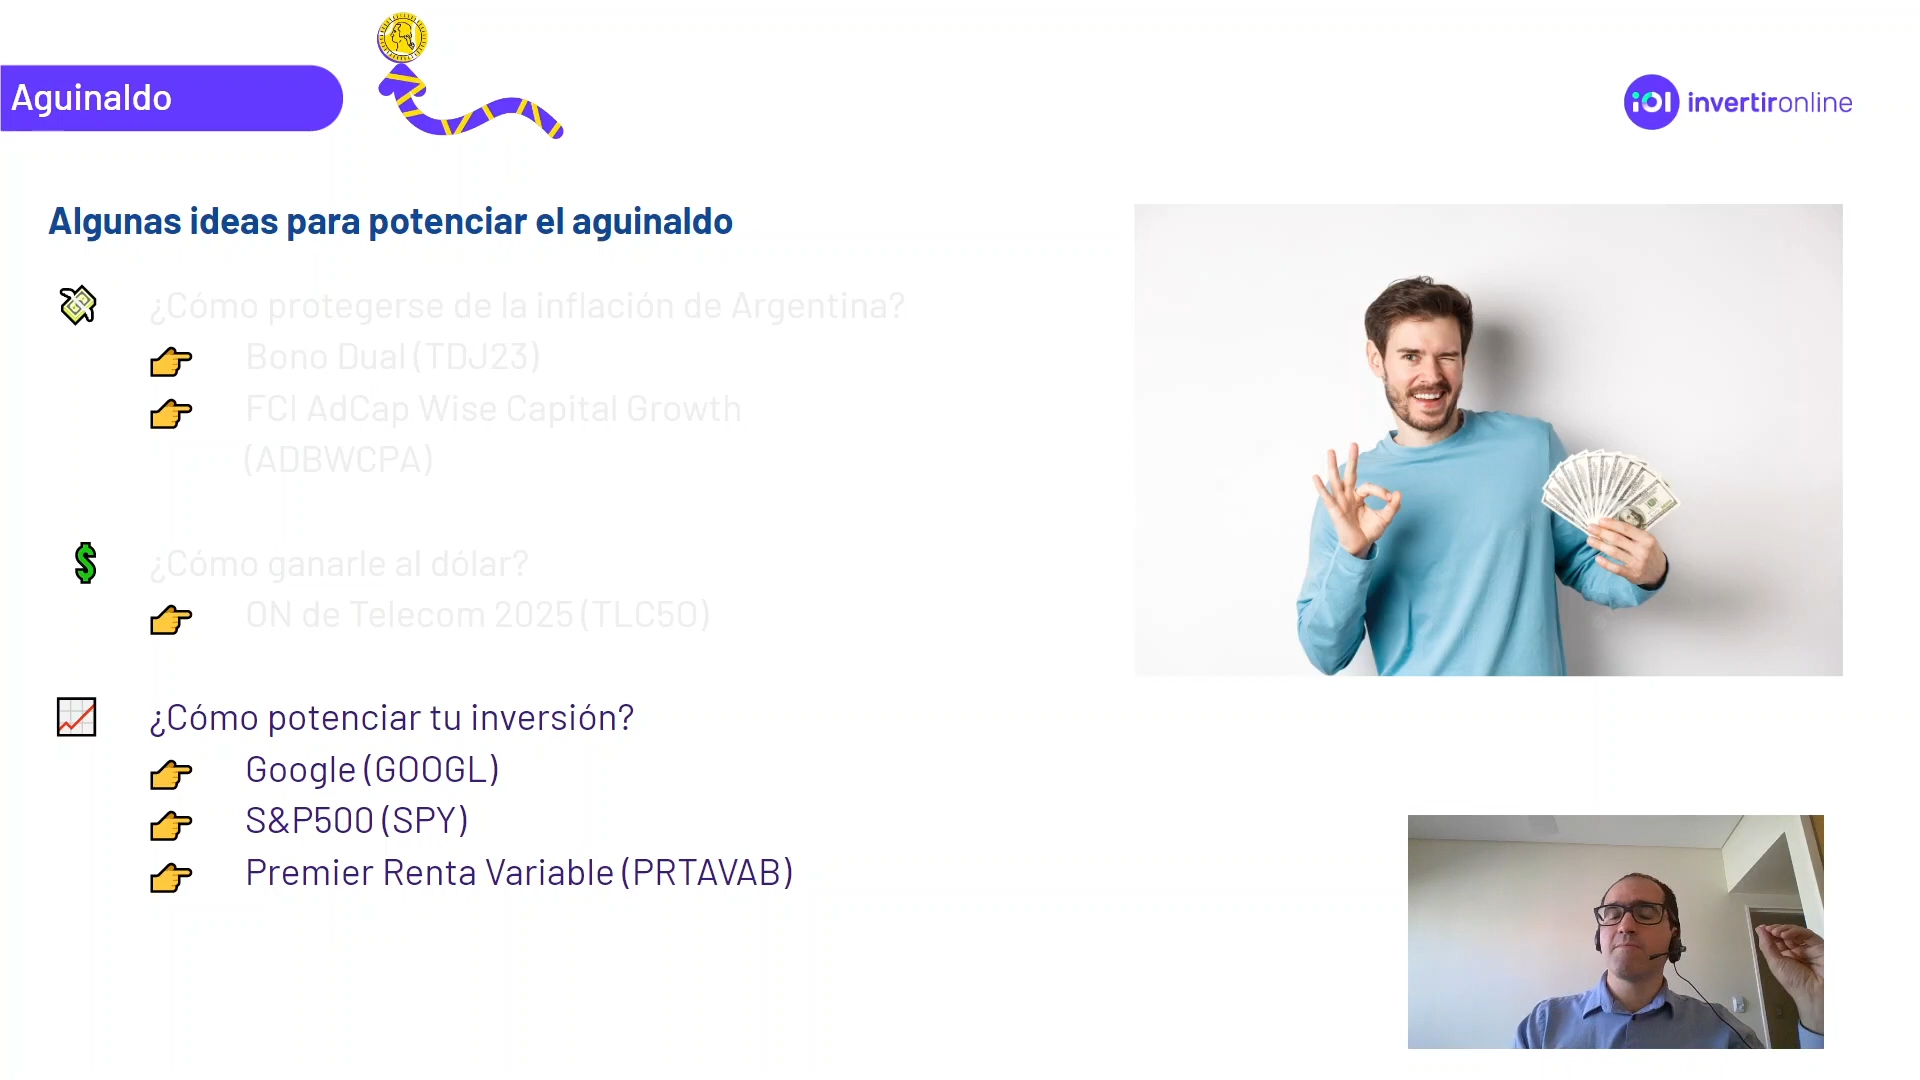 Aguinaldo
iOl invertironline
Algunas ideas para potenciar el aguinaldo
¿Cómo protegerse de la inflación de Argentina?
Bono Dual (TDJ23)
FCI AdCap Wise Capital Growth
(ADBWCPA)
¿Cómo ganarle al dólar?
ON de Telecom 2025 (TLC5O)
¿Cómo potenciar tu inversión?
Google (GOOGL)
S&P500 (SPY)
Premier Renta Variable (PRTAVAB)